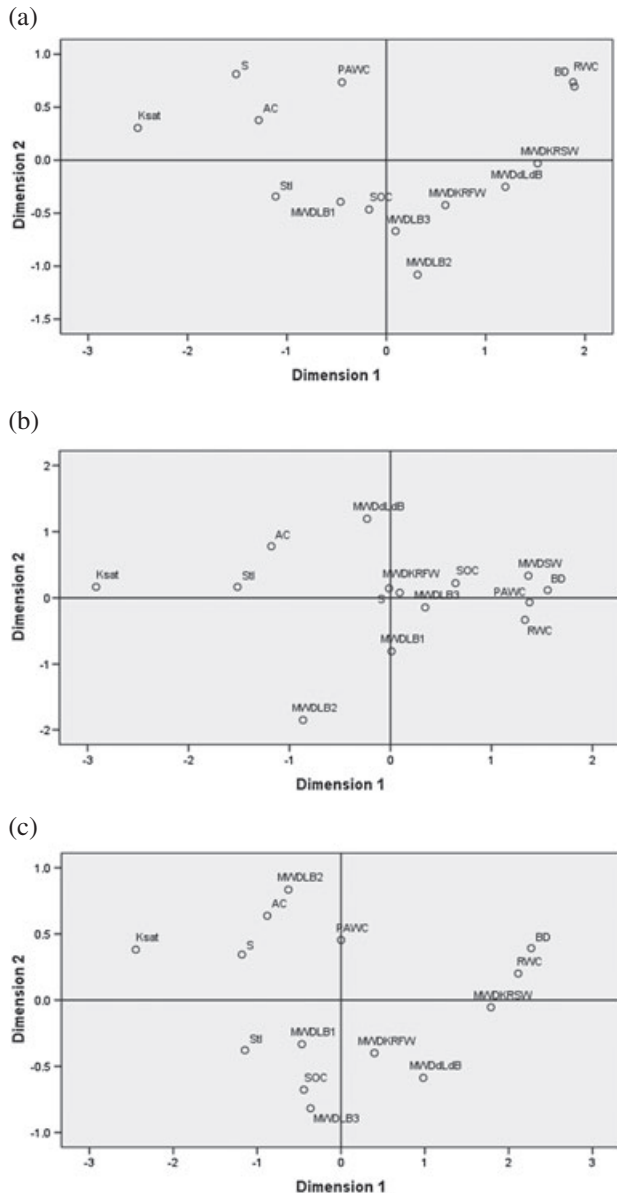 (a)
1.0
0.5
0.0
-0.5
-1.0
-1.5
Dimension 2
S
PAWC
BD
RWC
Ksat
AC
MWDKRSW
MWDdLdB
StI
MWDLB1
SOC
MWDKRFW
MWDLB3
MWDLB2
-3
-2
-1
0
1
2
Dimension 1
(b)
2
1
0
-1
-2
Dimension 2
MWDdLdB
AC
Ksat
StI
MWDKRFW
SOC
MWDSW
BD
S
MWDLB3
PAWC
RWC
MWDLB1
MWDLB2
-3
-2
-1
0
1
2
Dimension 1
(c)
1.0
0.5
0.0
-0.5
-1.0
Dimension 2
MWDLB2
AC
PAWC
Ksat
S
BD
RWC
MWDKRSW
StI
MWDLB1
MWDKRFW
MWDdLdB
SOC
MWDLB3
-3
-2
-1
0
1
2
3
Dimension 1